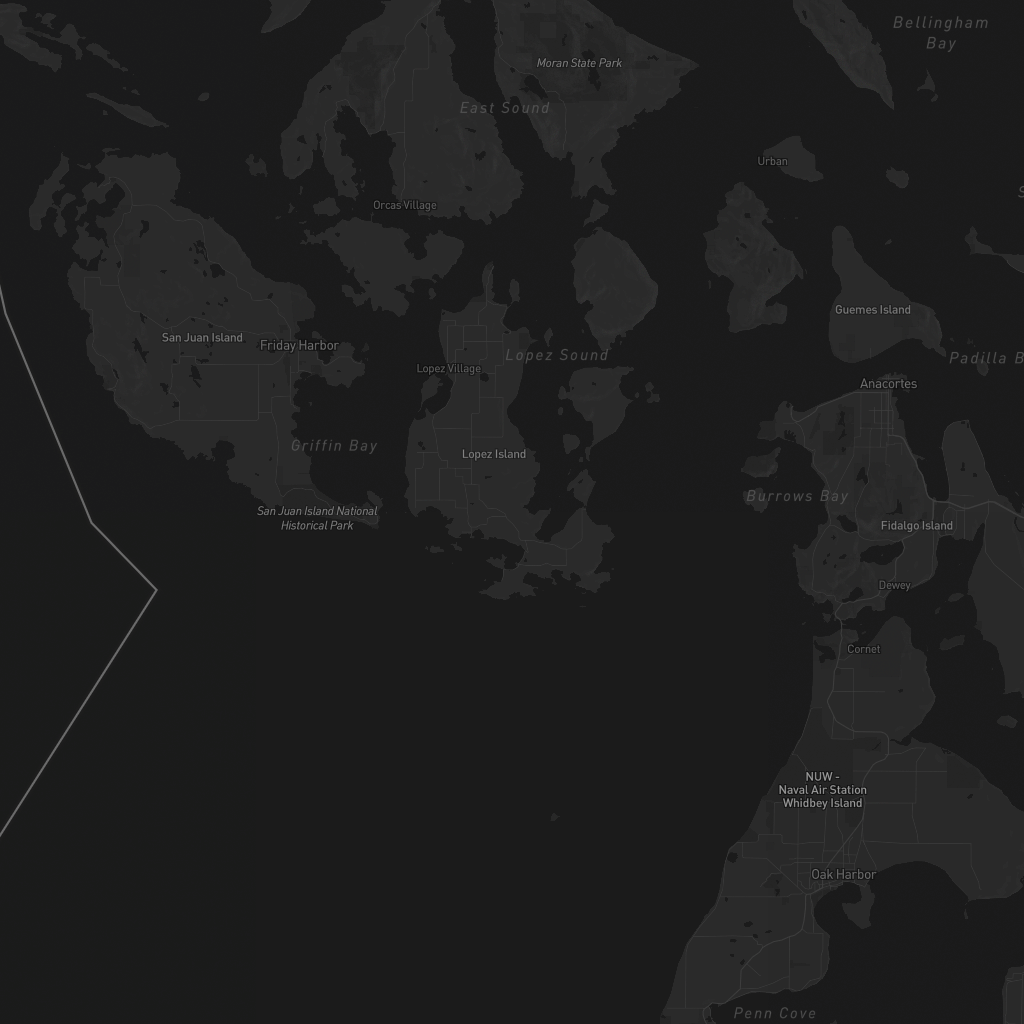 Bellingham
Bay
Moran State Park
East Sound
Urban
S
Orcas Village
Guemes Island
San Juan Island
Friday Harbor
Lopez Sound
Padilla B
Lopez Village
Anacortes
Griffin Bay
Lopez Island
Burrows Bay
San Juan Island National
Historical Park
Fidalgo Island
Dewey
Cornet
NUW -
Naval Air Station
Whidbey Island
Oak Harbor
Penn Cove